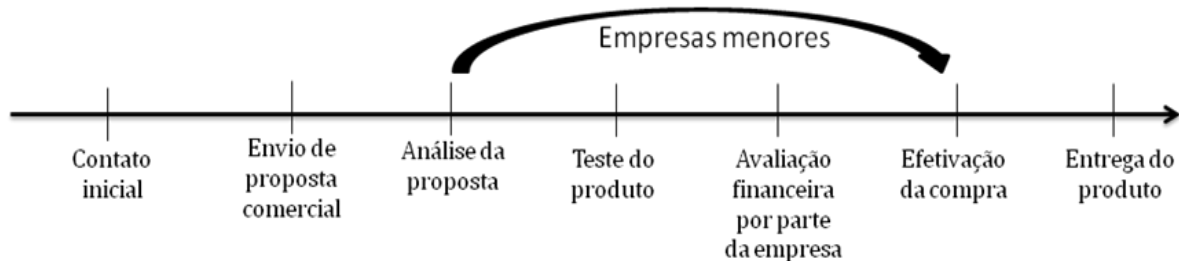 Empresas menores
Contato
inicial
Envio de
proposta
comercial
Análise da
proposta
Teste do
produto
Avaliação
financeira
por parte
da empresa
Efetivação
da compra
Entrega do
produto